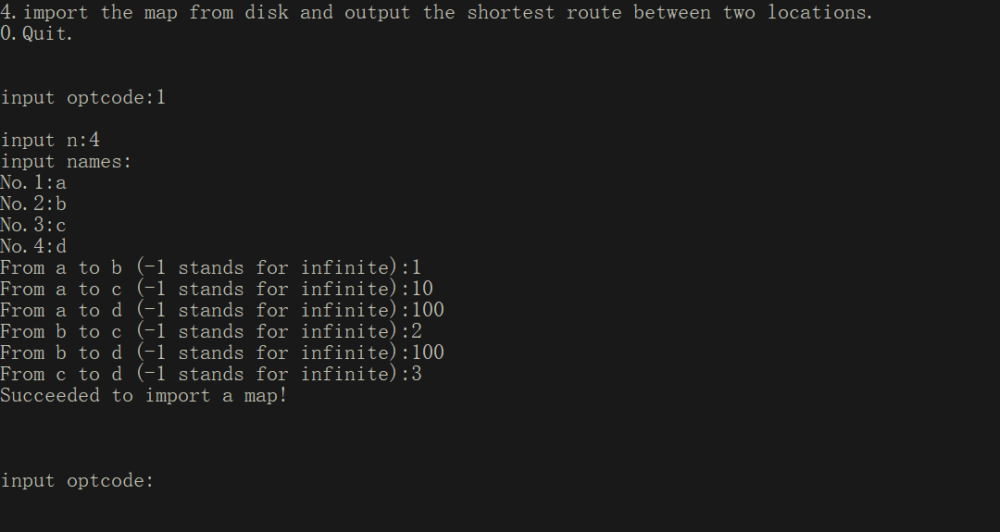 4.import the map from disk and output the shortest route between two locations.
0.Quit.
input optcode:1
input n:4
input names:
No.1:a
No.2:b
No.3:c
No.4:d
From a to b (-1 stands for infinite):1
From a to c (-1 stands for infinite):10
From a to d (-1 stands for infinite):100
From b to c (-1 stands for infinite):2
From b to d (-1 stands for infinite):100
From c to d (-1 stands for infinite):3
Succeeded to import a map!
input optcode: